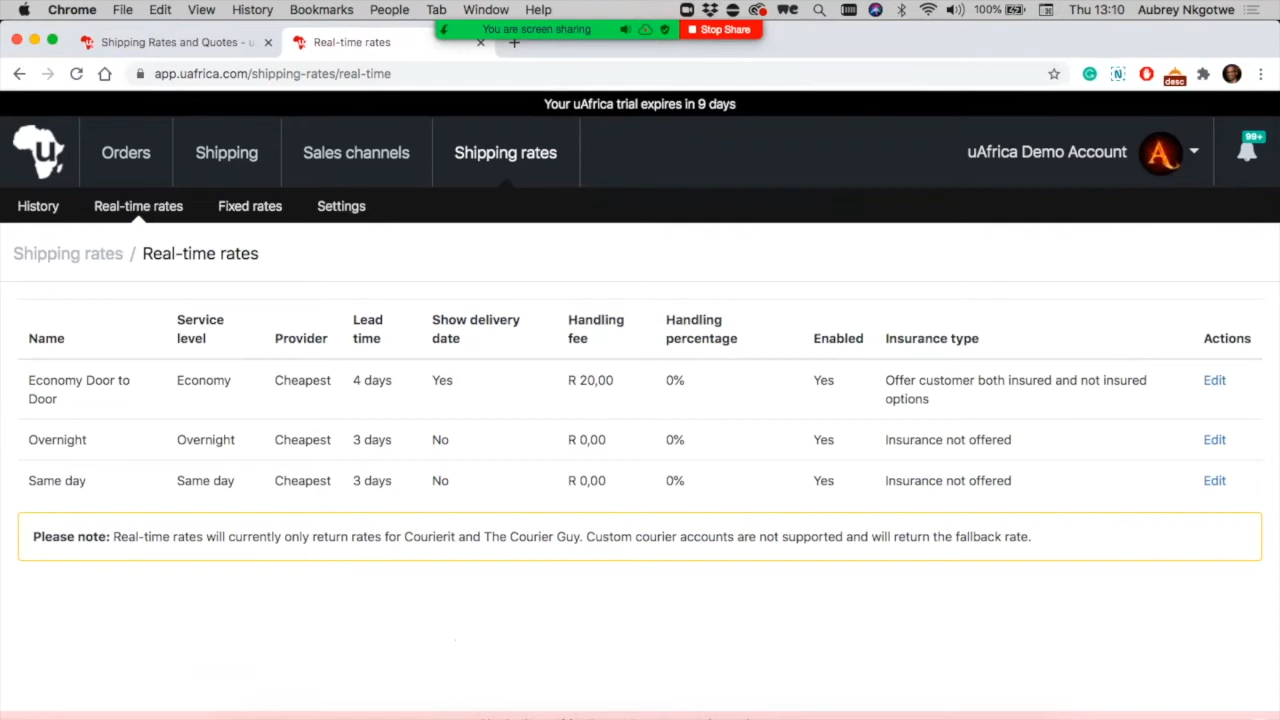 Chrome File Edit View History Bookmarks People Tab Window Help 100% Thu 13:10 Aubrey Nkgotwe
You are screen sharing Stop Share
Shipping Rates and Quotes - u Real-time rates
app.uafrica.com/shipping-rates/real-time desc
Your uAfrica trial expires in 9 days
u Orders Shipping Sales channels Shipping rates uAfrica Demo Account 99+
History Real-time rates Fixed rates Settings
Shipping rates / Real-time rates
Name Service level Provider Lead time Show delivery date Handling fee Handling percentage Enabled Insurance type Actions
Economy Door to Door Economy Cheapest 4 days Yes R 20,00 0% Yes Offer customer both insured and not insured options Edit
Overnight Overnight Cheapest 3 days No R 0,00 0% Yes Insurance not offered Edit
Same day Same day Cheapest 3 days No R 0,00 0% Yes Insurance not offered Edit
Please note: Real-time rates will currently only return rates for Courierit and The Courier Guy. Custom courier accounts are not supported and will return the fallback rate.